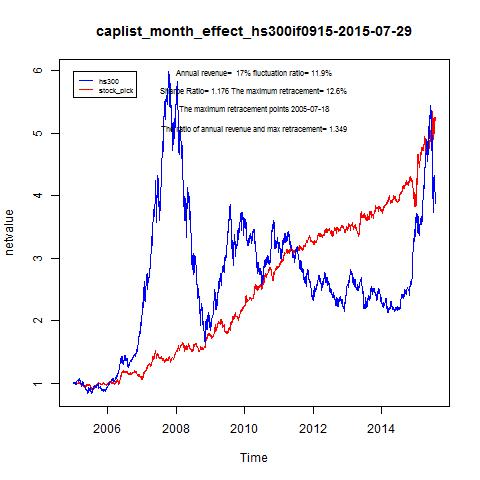 caplist_month_effect_hs300if0915-2015-07-29
Annual revenue= 17% fluctuation ratio= 11.9%
Sharpe Ratio= 1.176 The maximum retracement= 12.6%
The maximum retracement points 2005-07-18
The ratio of annual revenue and max retracement= 1.349
hs300
stock_pick
netvalue
6
5
4
3
2
1
2006 2008 2010 2012 2014
Time